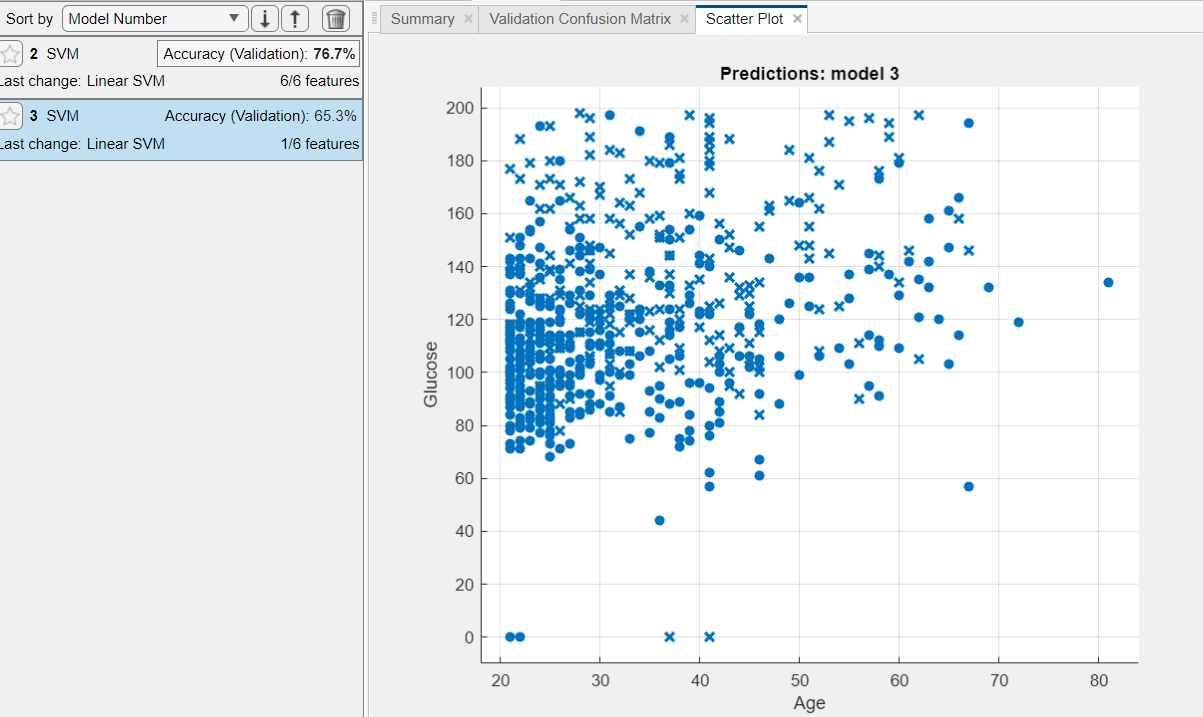 Sort by Model Number
2 SVM Accuracy (Validation): 76.7%
Last change: Linear SVM 6/6 features
3 SVM Accuracy (Validation): 65.3%
Last change: Linear SVM 1/6 features
Summary × Validation Confusion Matrix × Scatter Plot ×
Predictions: model 3
200
180
160
140
120
100
80
60
40
20
0
Glucose
20 30 40 50 60 70 80
Age